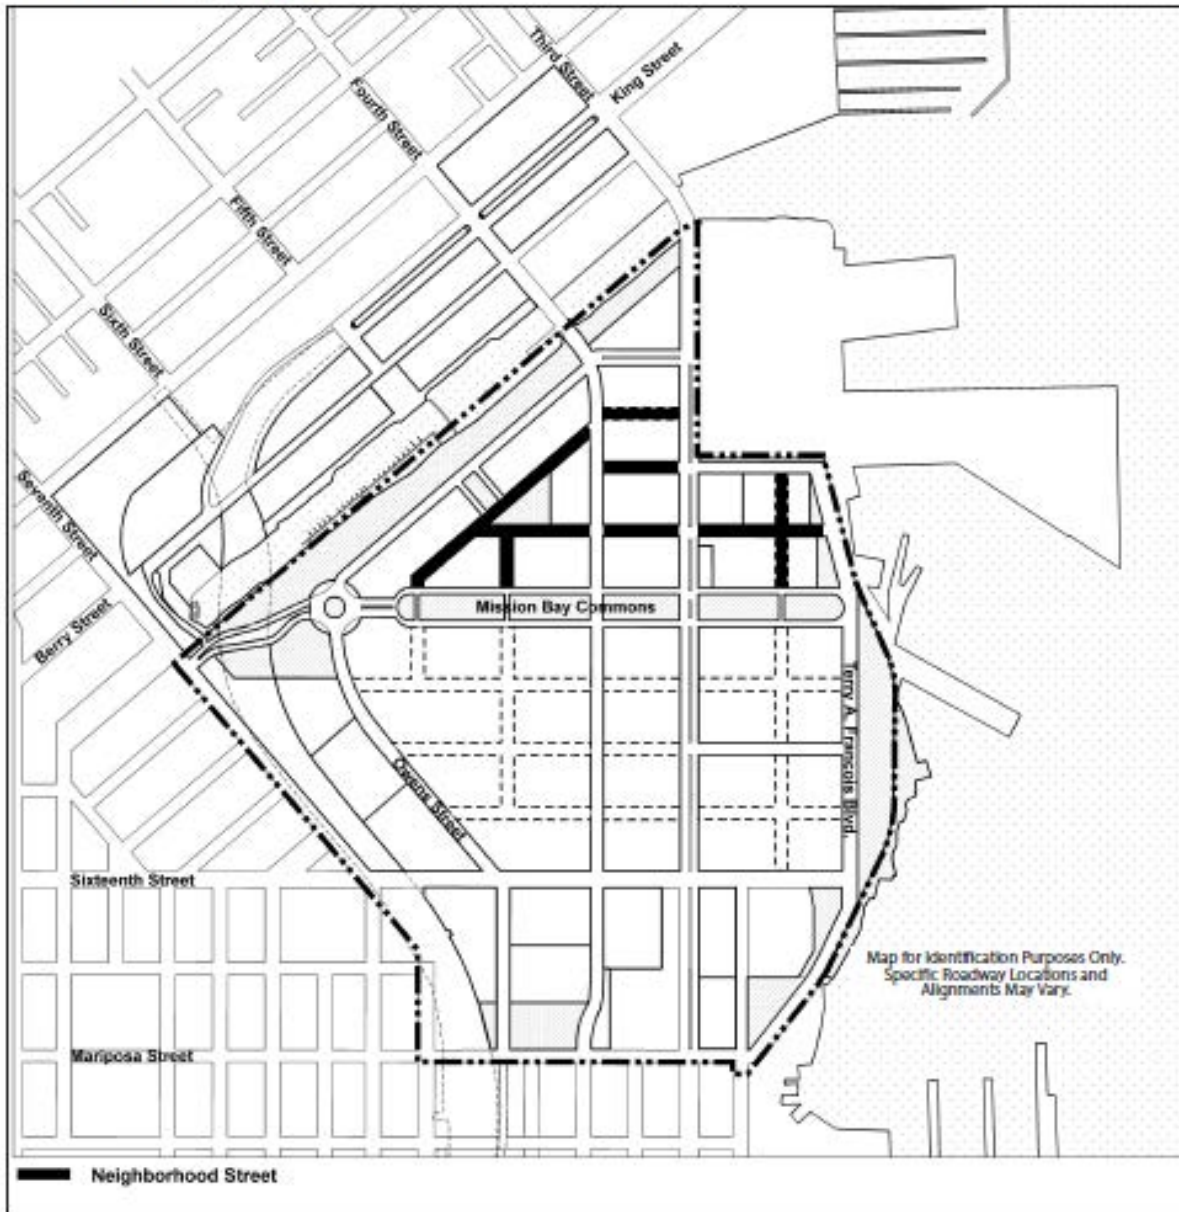 Third Street
King Street
Fourth Street
Fifth Street
Sixth Street
Seventh Street
Berry Street
Mission Bay Commons
Terry A. Francois Blvd.
Owens Street
Sixteenth Street
Map for Identification Purposes Only.
Specific Roadway Locations and
Alignments May Vary.
Mariposa Street
Neighborhood Street